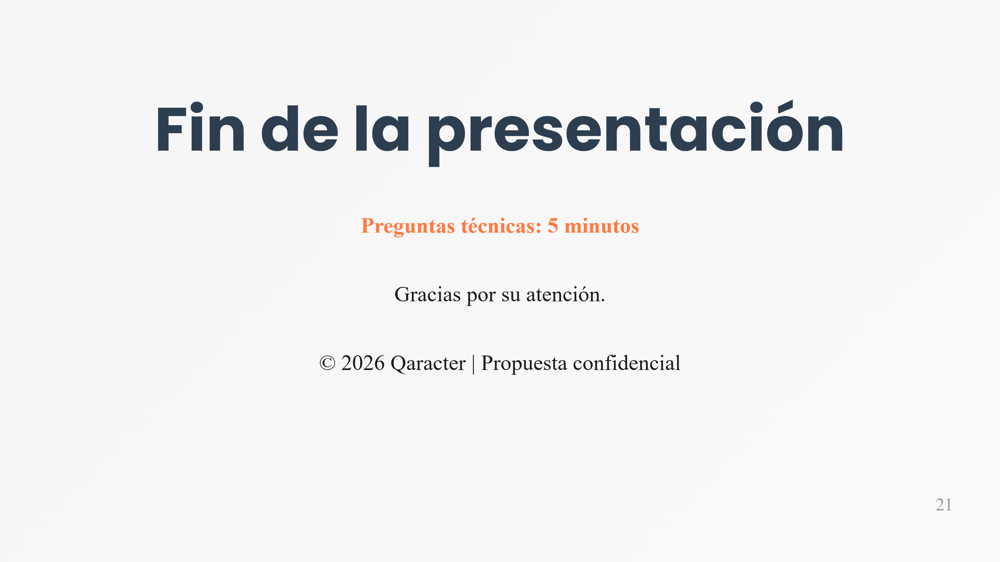 Fin de la presentación
Preguntas técnicas: 5 minutos
Gracias por su atención.
© 2026 Qaracter | Propuesta confidencial
21